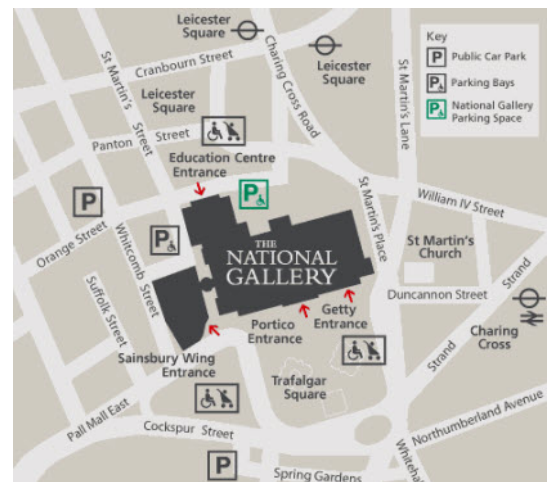 Leicester
Square
Cranbourn Street
St Martin's
Street
Leicester
Square
Charing Cross Road
Leicester
Square
St Martin's Lane
Key
P
Public Car Park
P
Parking Bays
P
National Gallery
Parking Space
Panton Street
Education Centre
Entrance
P
P
Orange Street
P
Whitcomb Street
Suffolk Street
THE
NATIONAL
GALLERY
St Martin's Place
William IV Street
St Martin's
Church
Duncannon Street
Strand
Charing
Cross
Strand
Getty
Entrance
Portico
Entrance
Sainsbury Wing
Entrance
Trafalgar
Square
Pall Mall East
Cockspur Street
P
Spring Gardens
Northumberland Avenue